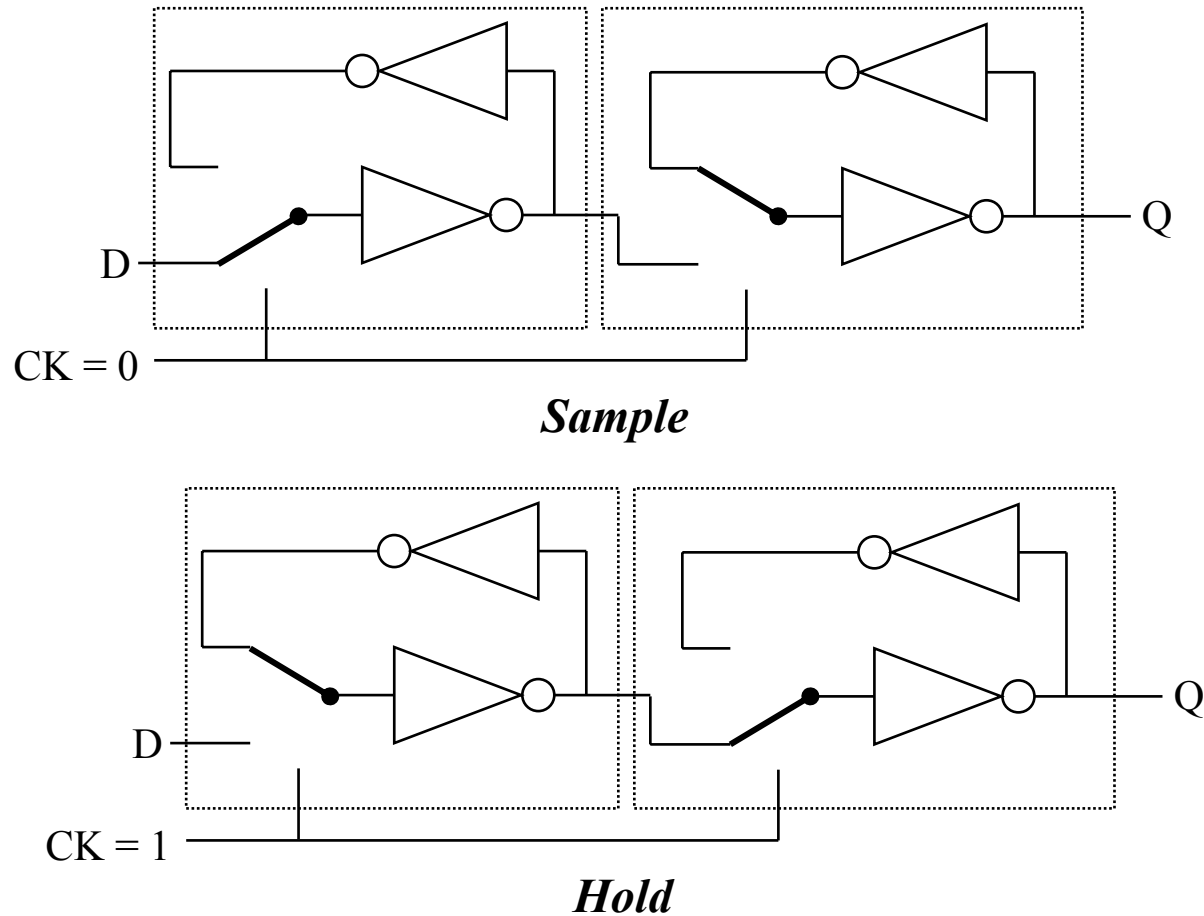 D
Q
CK = 0
Sample
D
Q
CK = 1
Hold